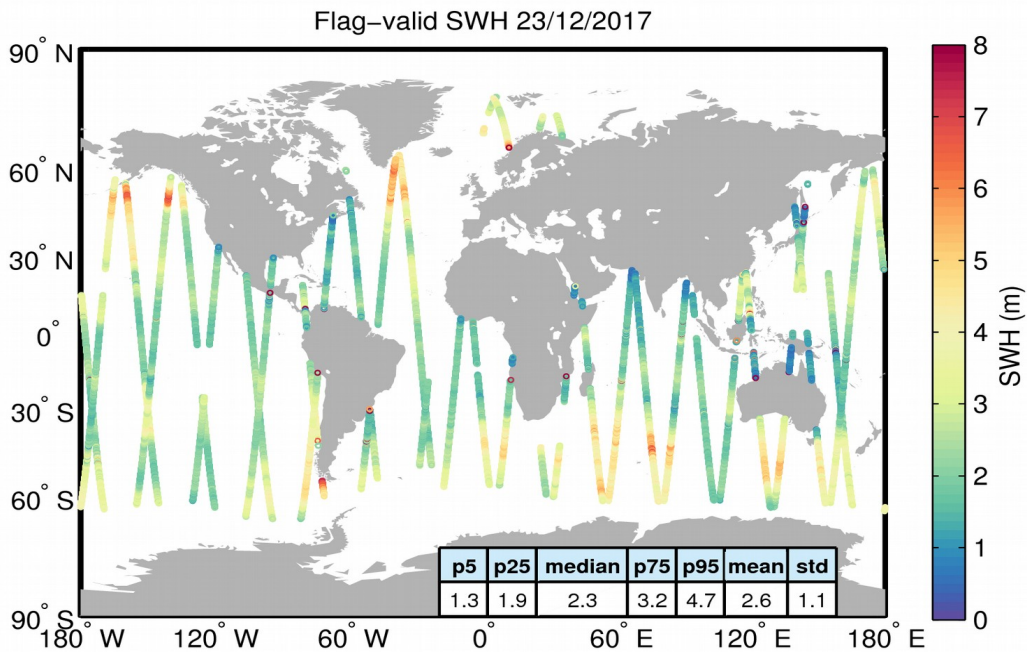 Flag−valid SWH 23/12/2017
90° N
60° N
30° N
0°
30° S
60° S
90° S
180° W
120° W
60° W
0°
60° E
120° E
180° E
p5 p25 median p75 p95 mean std
1.3 1.9 2.3 3.2 4.7 2.6 1.1
8
7
6
5
4
3
2
1
0
SWH (m)